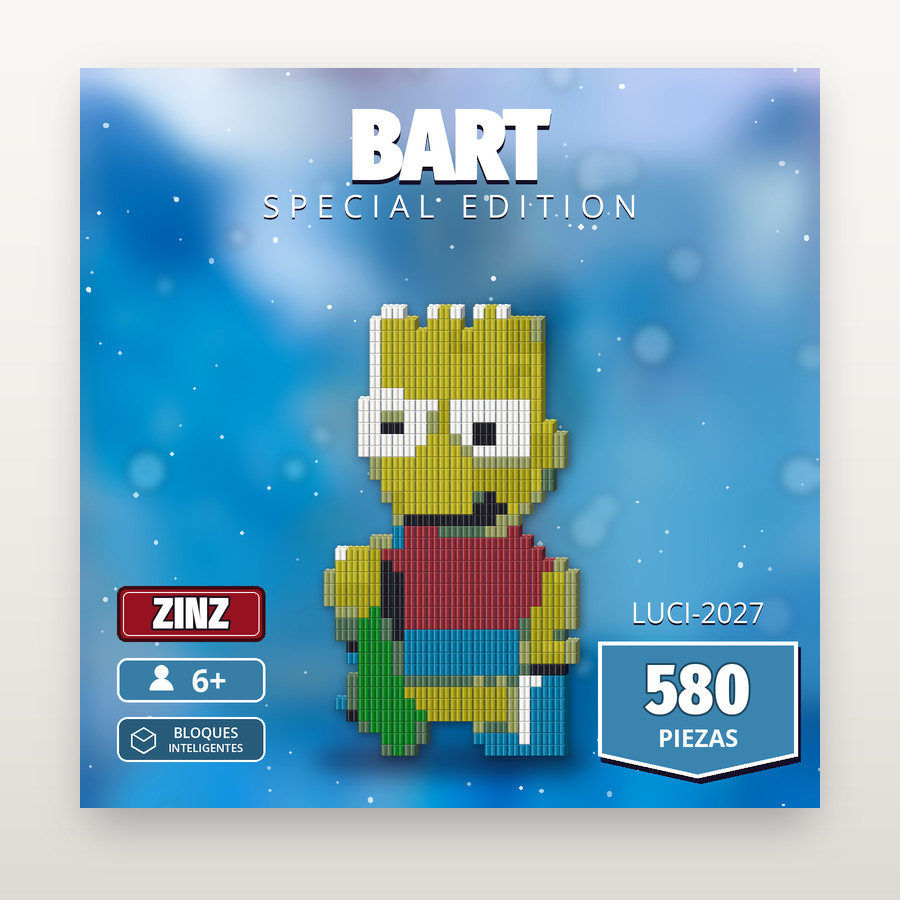 BART
SPECIAL EDITION
ZINZ
6+
BLOQUES
INTELIGENTES
LUCI-2027
580
PIEZAS